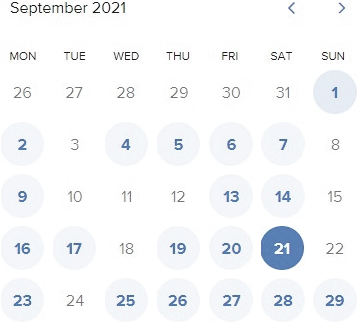 September 2021
MON TUE WED THU FRI SAT SUN
26 27 28 29 30 31 1
2 3 4 5 6 7 8
9 10 11 12 13 14 15
16 17 18 19 20 21 22
23 24 25 26 27 28 29